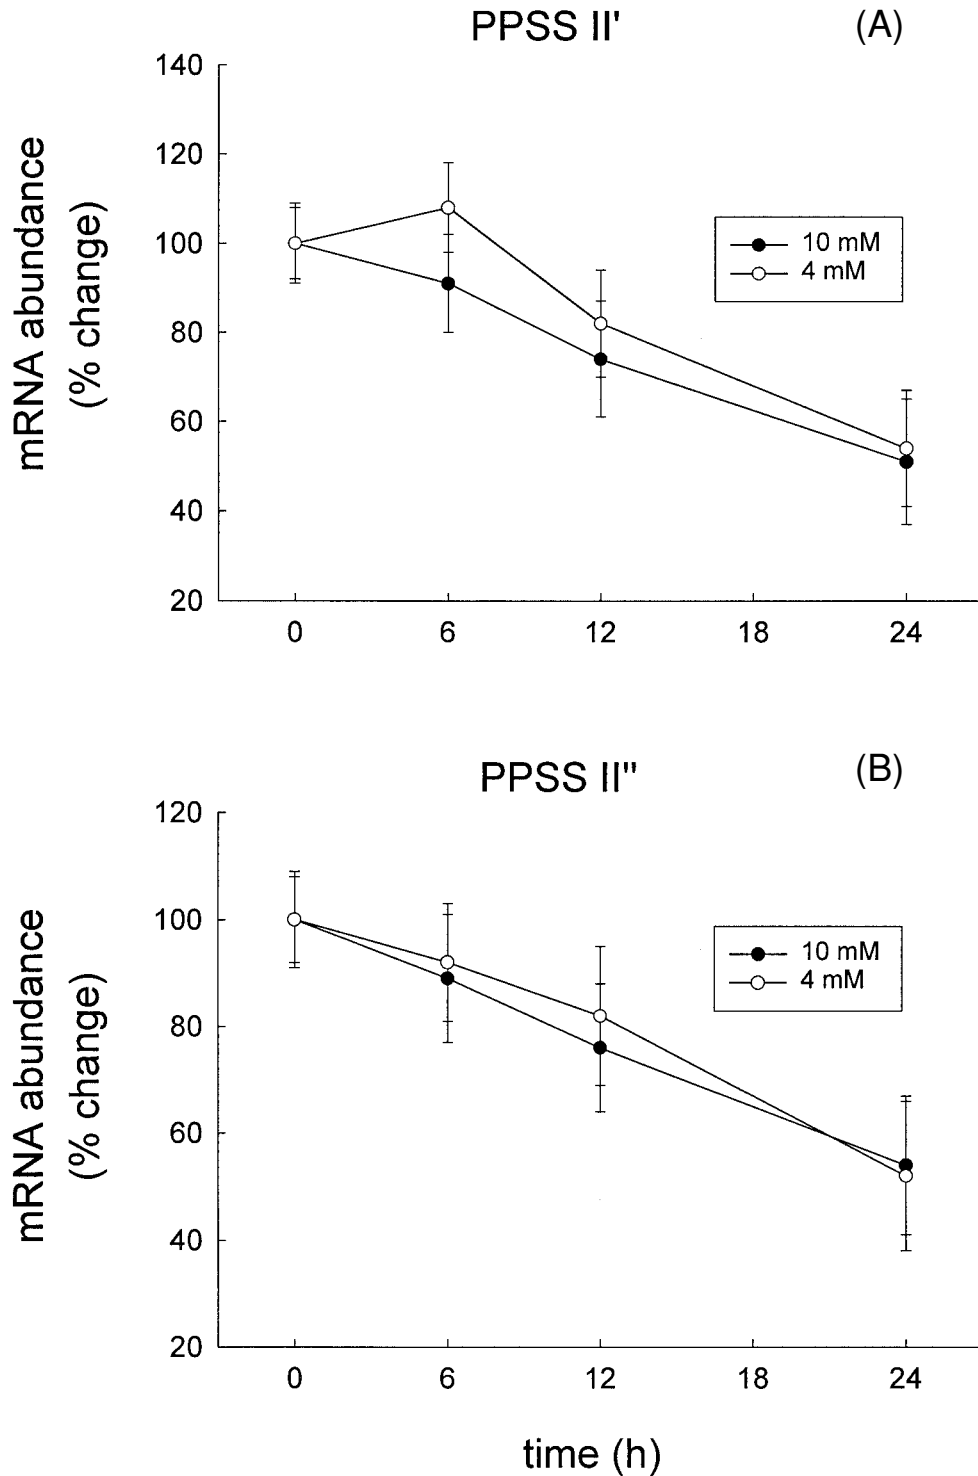 PPSS II' (A)
140
120
100
80
60
40
20
mRNA abundance
(% change)
10 mM
4 mM
0 6 12 18 24
PPSS II" (B)
120
100
80
60
40
20
mRNA abundance
(% change)
10 mM
4 mM
0 6 12 18 24
time (h)